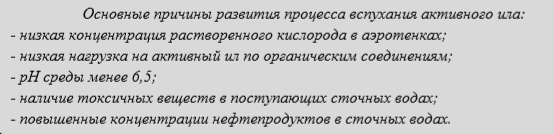 Основные причины развития процесса вспухания активного ила:
- низкая концентрация растворенного кислорода в аэротенках;
- низкая нагрузка на активный ил по органическим соединениям;
- pH среды менее 6,5;
- наличие токсичных веществ в поступающих сточных водах;
- повышенные концентрации нефтепродуктов в сточных водах.